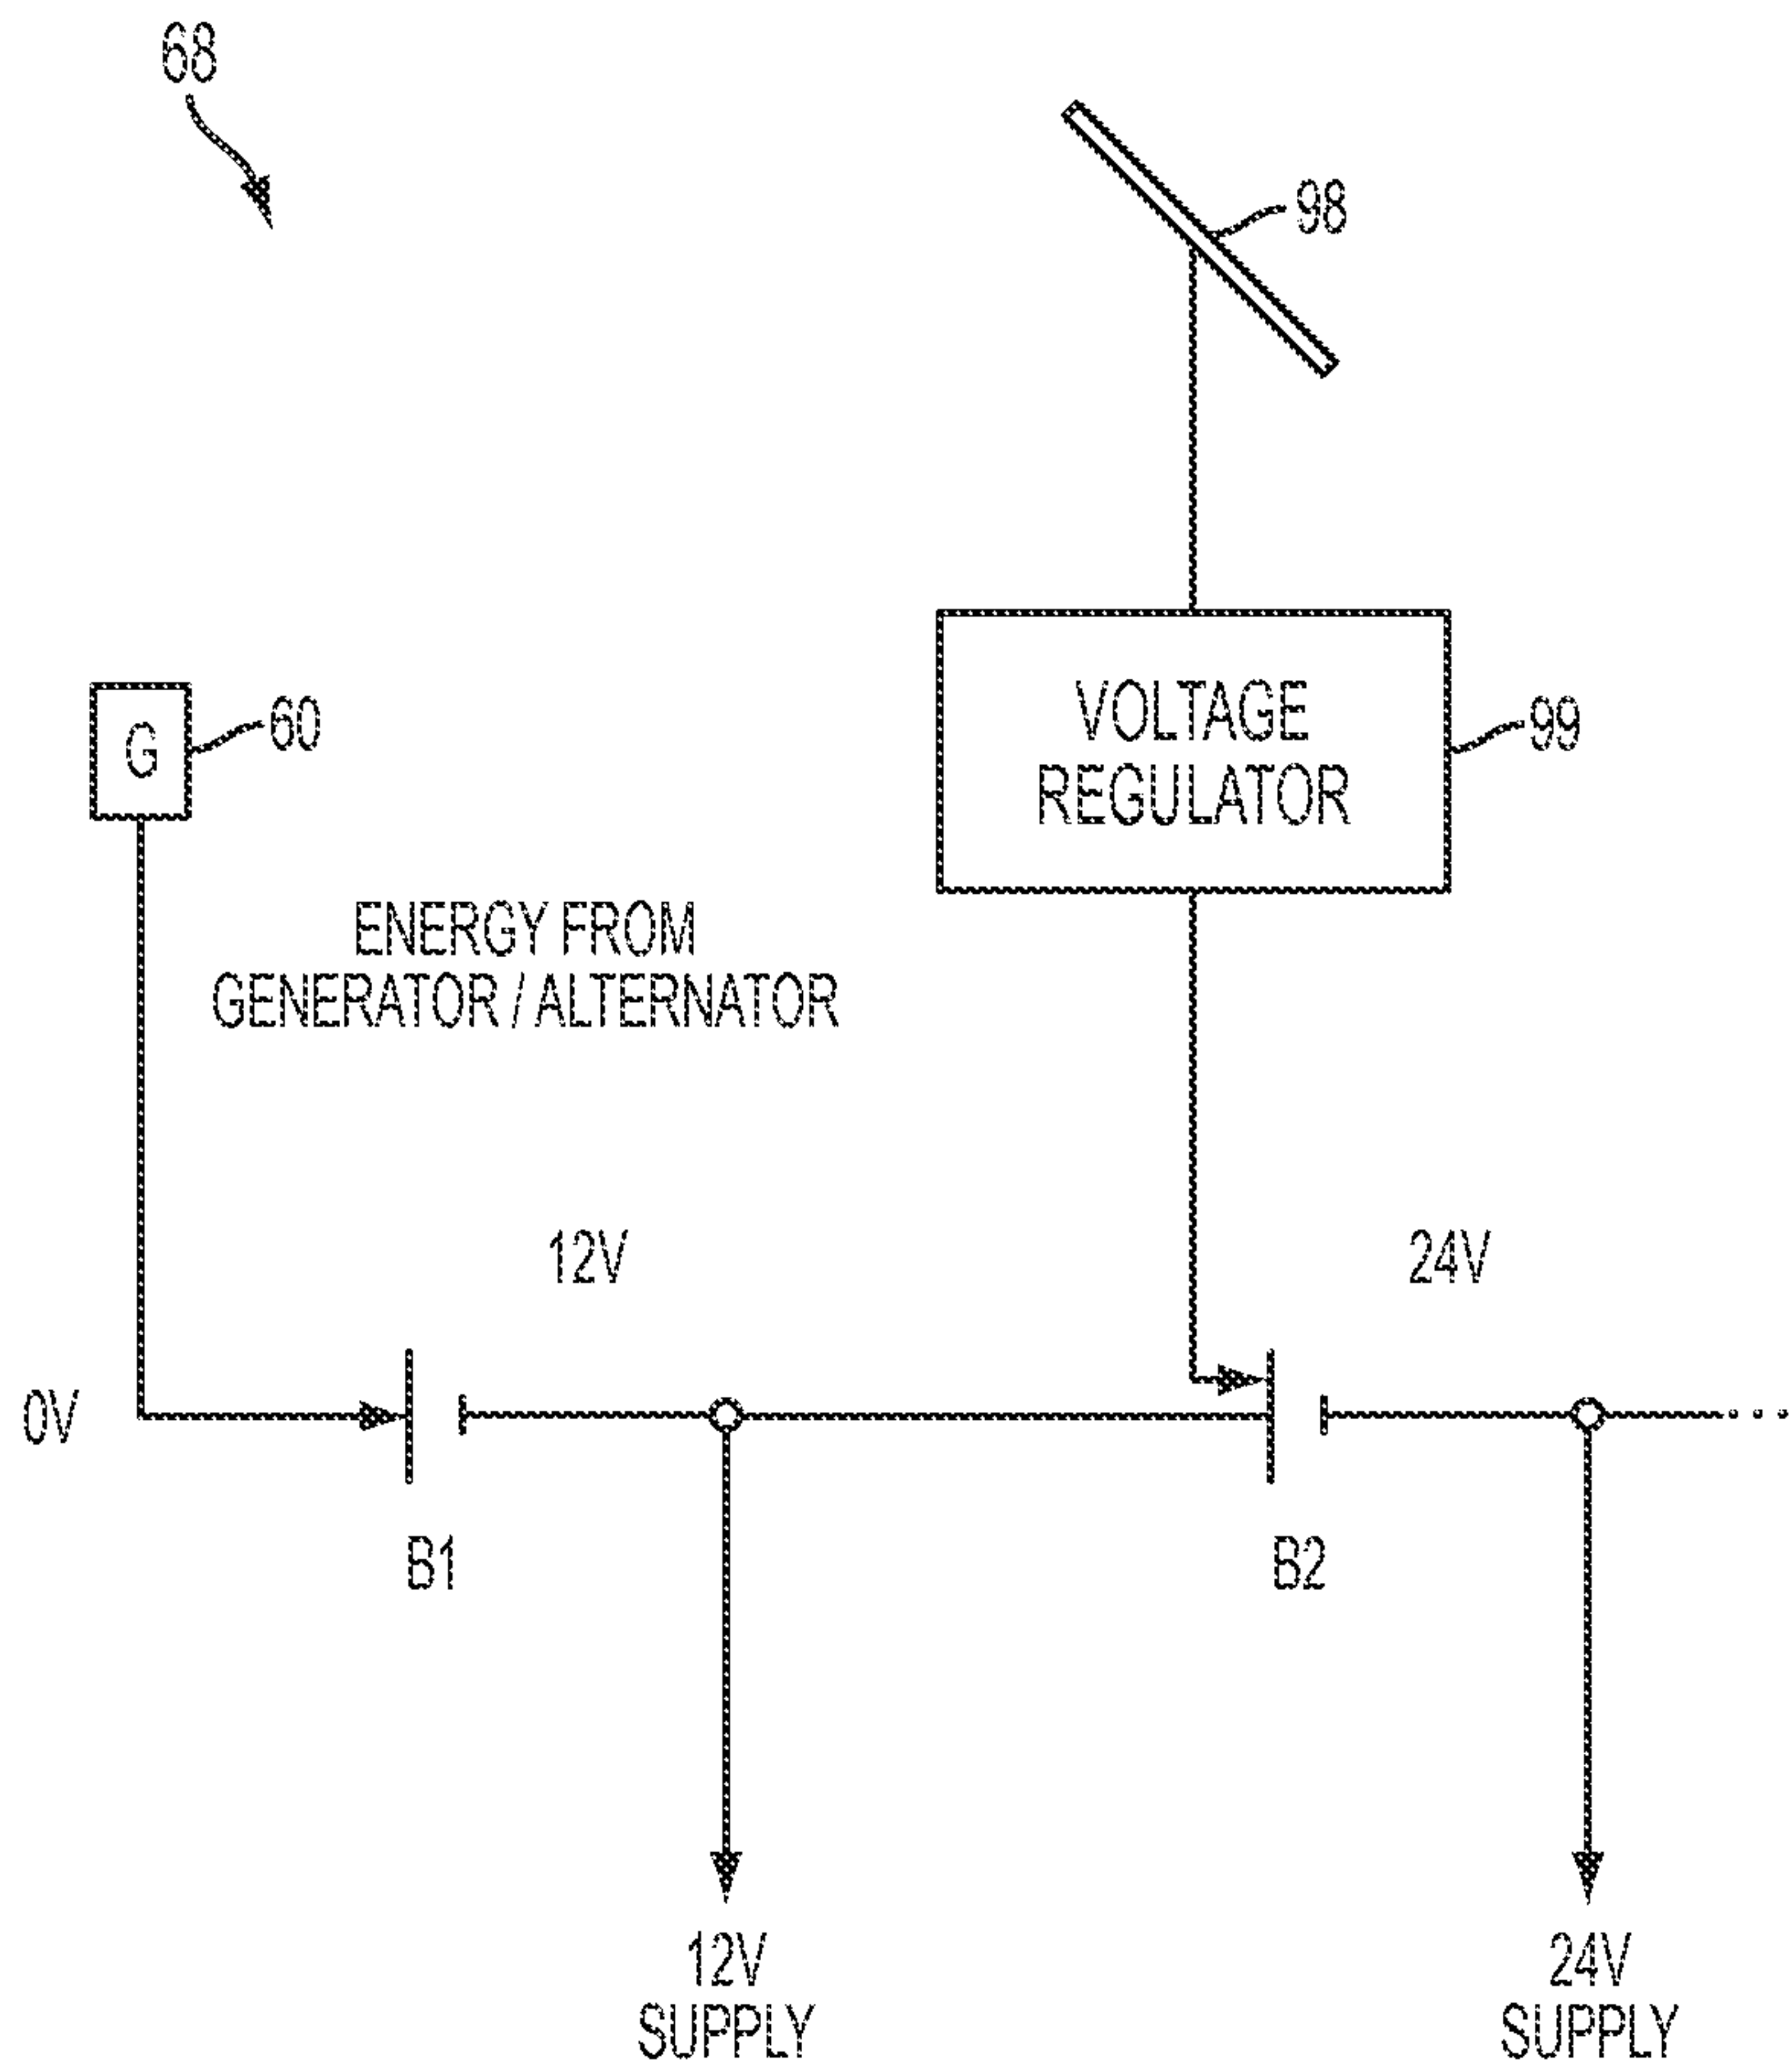 68
98
G
60
VOLTAGE
REGULATOR
99
ENERGY FROM
GENERATOR / ALTERNATOR
12V
24V
0V
B1
B2
12V
SUPPLY
24V
SUPPLY